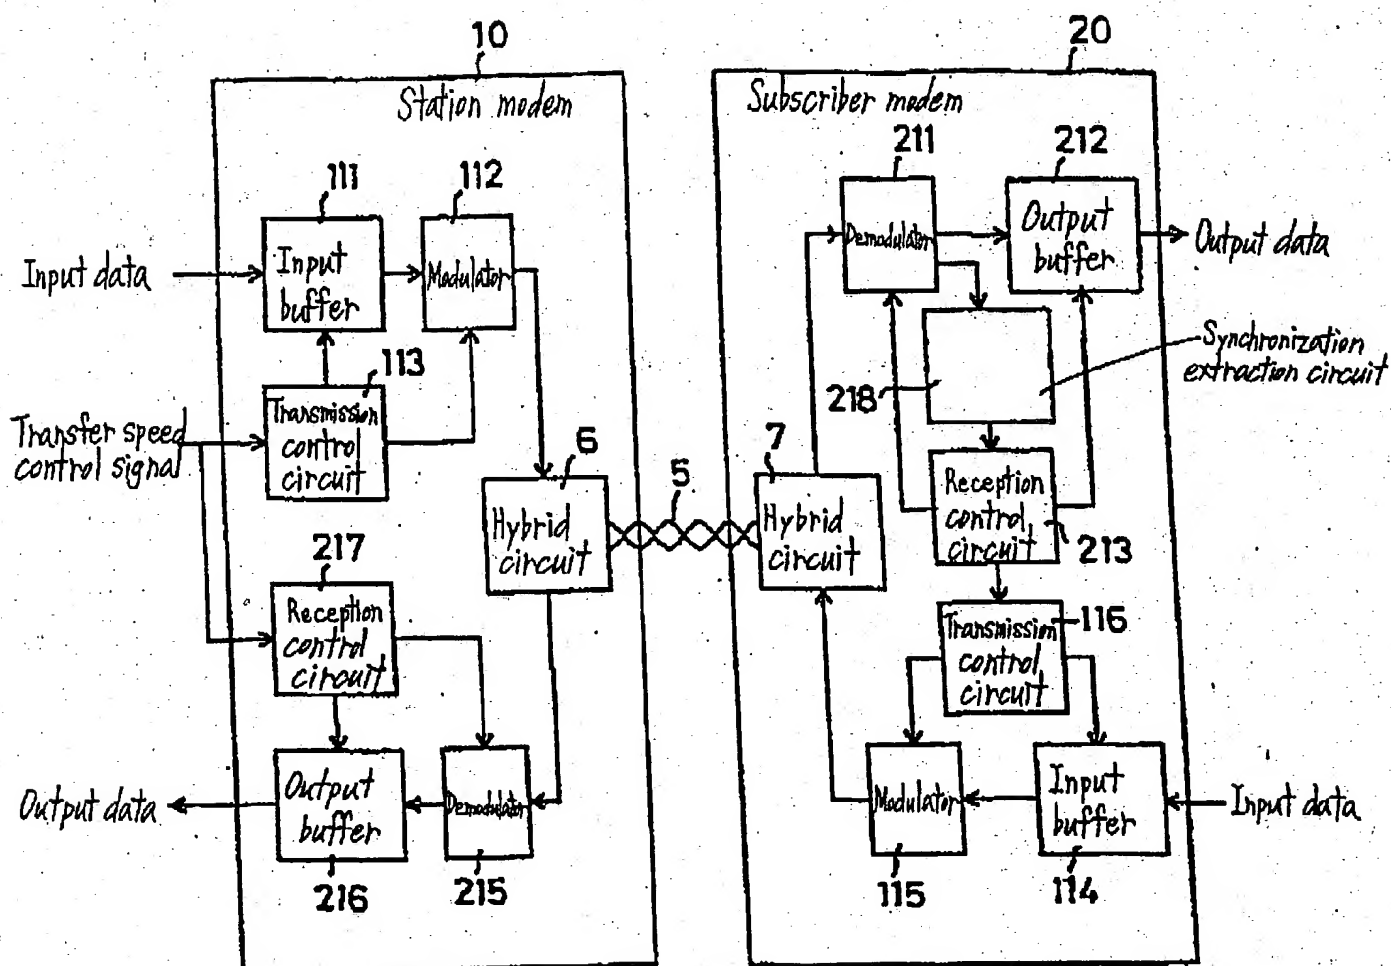 10
Station modem
111
112
Input data
Input
buffer
Modulator
113
Transfer speed
control signal
Transmission
control
circuit
6
Hybrid
circuit
5
217
Reception
control
circuit
Output data
Output
buffer
Demodulator
216
215
20
Subscriber modem
211
212
Demodulator
Output
buffer
Output data
218
Synchronization
extraction circuit
7
Hybrid
circuit
Reception
control
circuit
213
Transmission
control
circuit
116
Modulator
Input
buffer
Input data
115
114